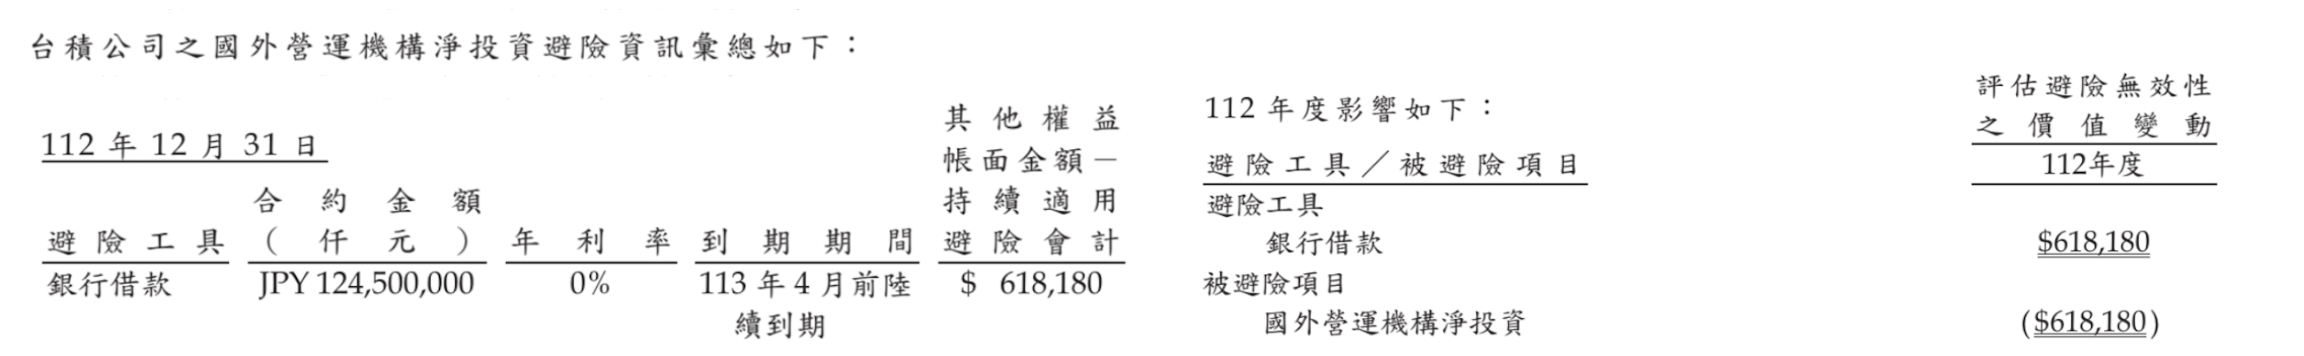 台積公司之國外營運機構淨投資避險資訊彙總如下：
112 年 12 月 31 日
避險工具
合約金額
（仟元）
年利率
到期期間
其他權益
帳面金額－
持續適用
避險會計
銀行借款 JPY 124,500,000 0% 113 年 4 月前陸 $ 618,180
續到期
112 年度影響如下：
避險工具／被避險項目
評估避險無效性
之價值變動
112年度
避險工具
銀行借款 $618,180
被避險項目
國外營運機構淨投資 ($618,180)